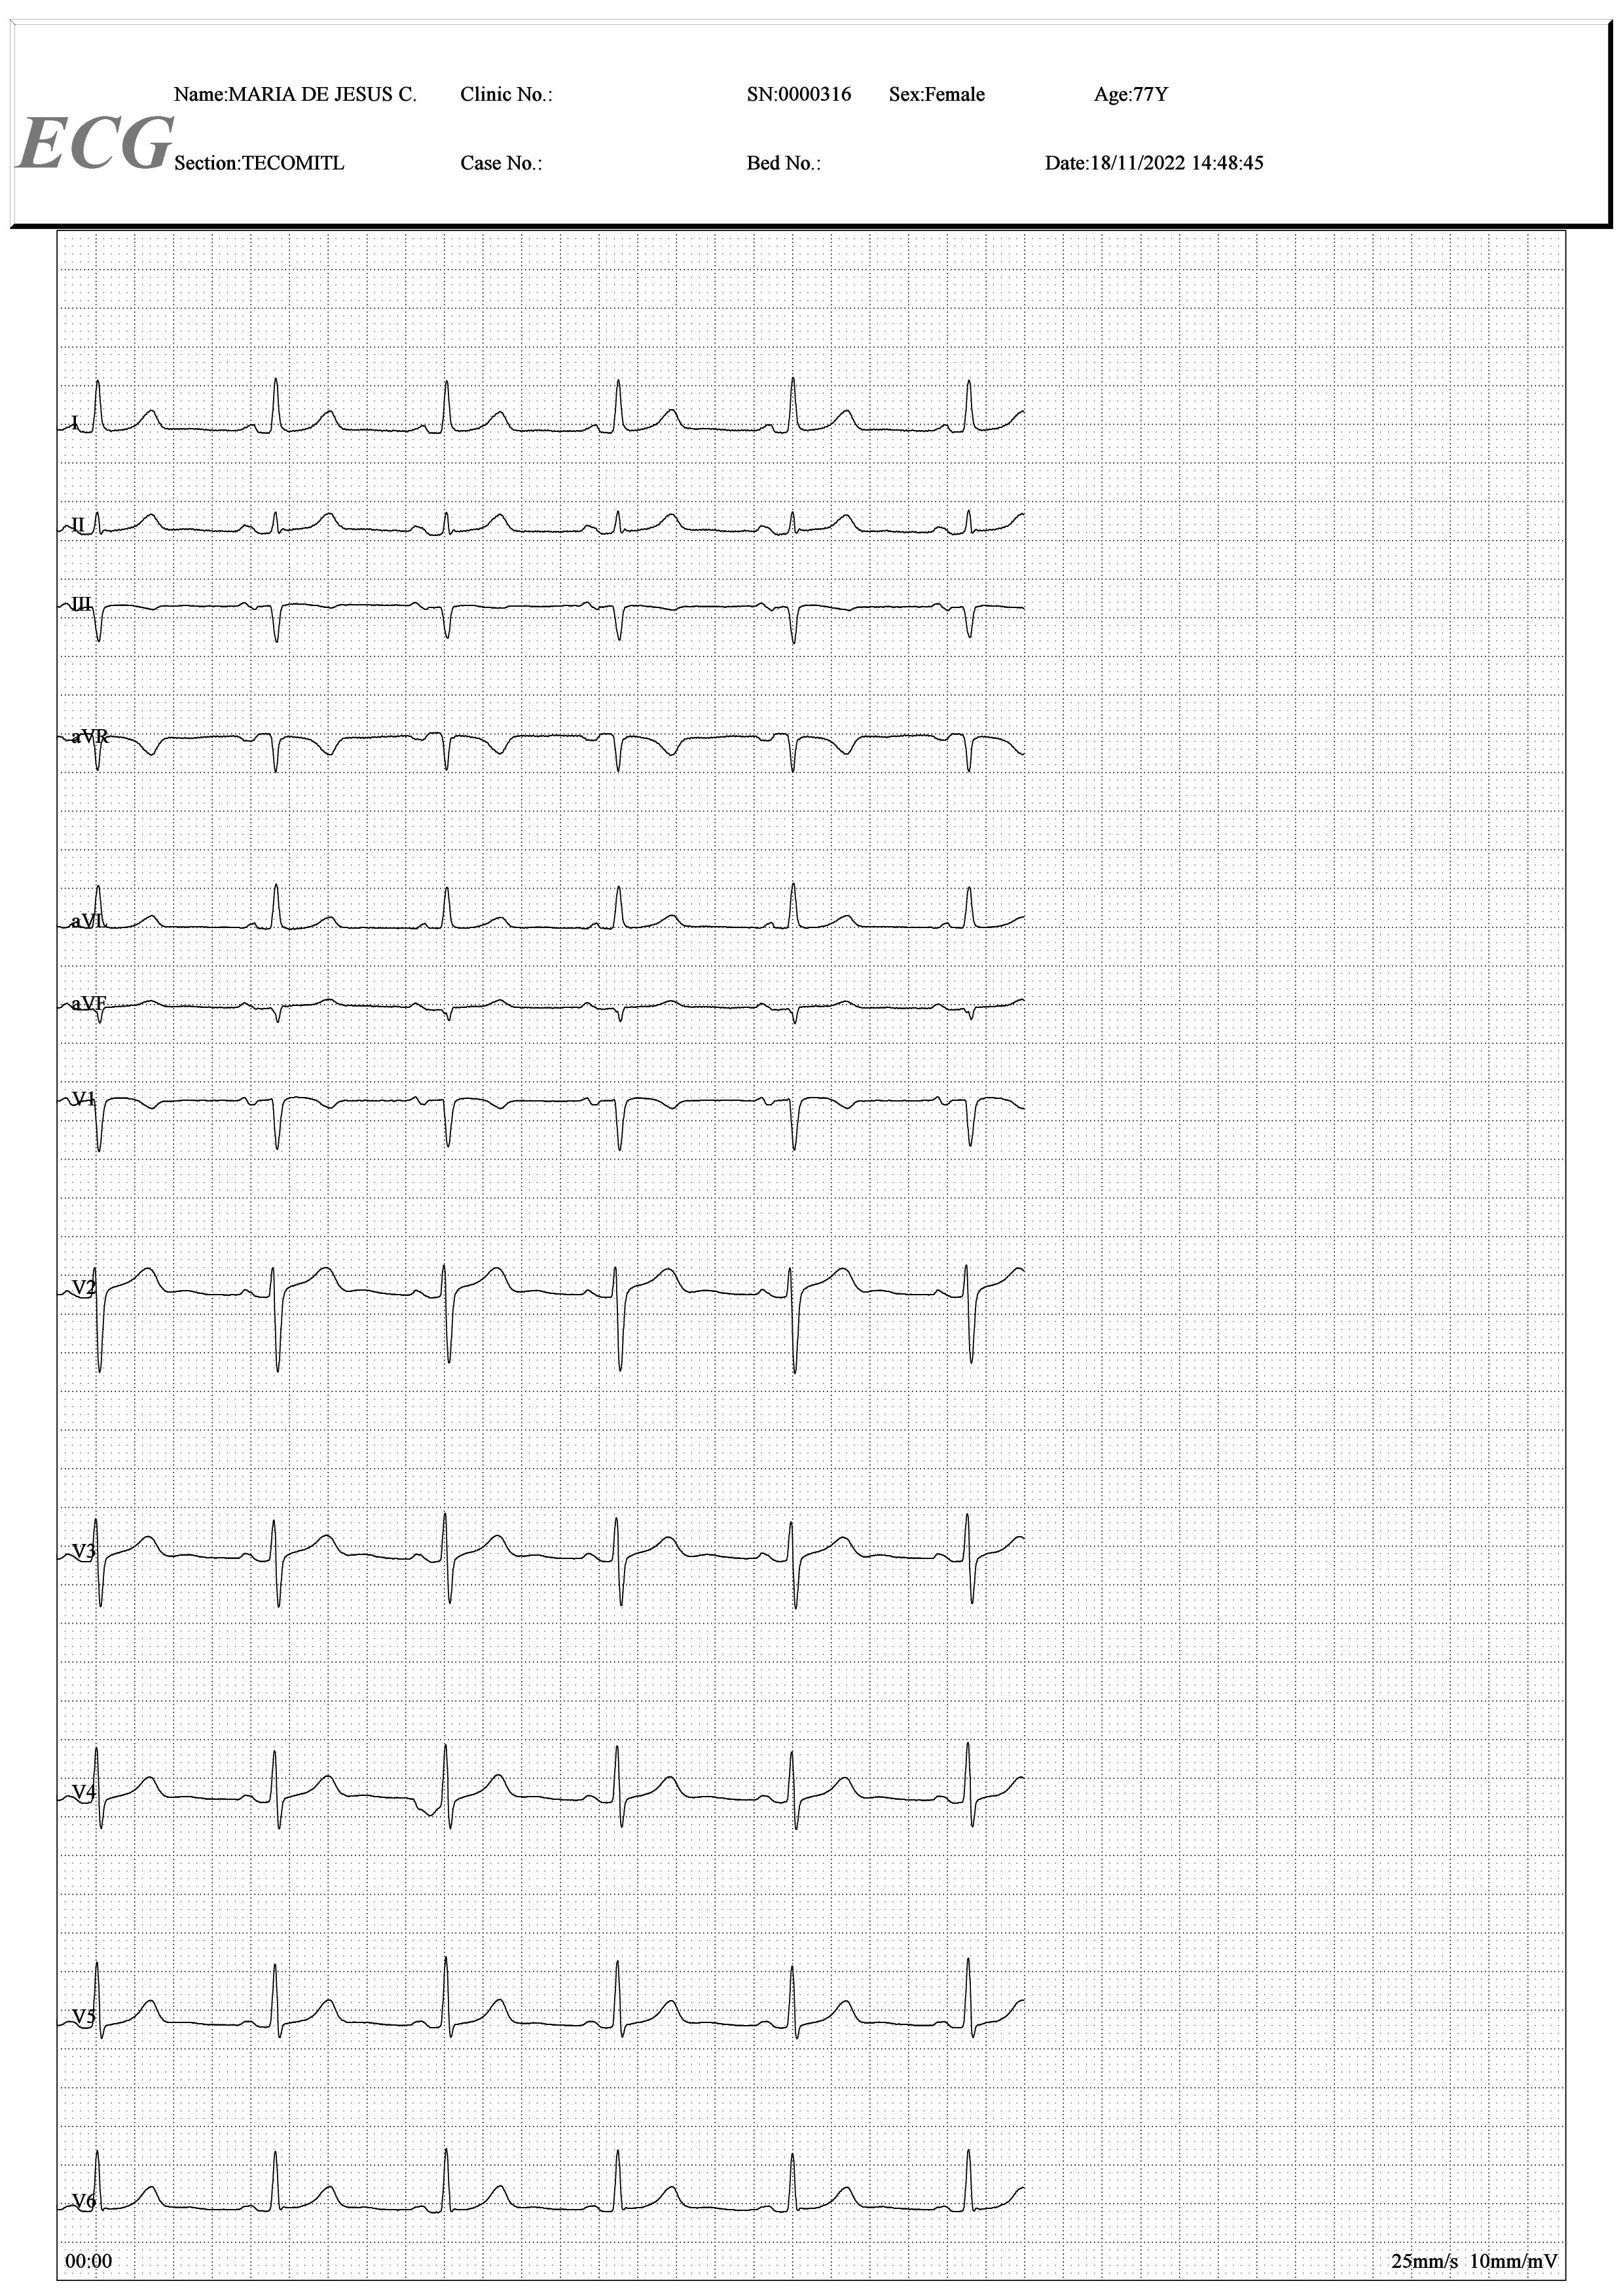 Name:MARIA DE JESUS C. Clinic No.: SN:0000316 Sex:Female Age:77Y
ECG
Section:TECOMITL Case No.: Bed No.: Date:18/11/2022 14:48:45
I
II
III
aVR
aVL
aVF
V1
V2
V3
V4
V5
V6
00:00 25mm/s 10mm/mV